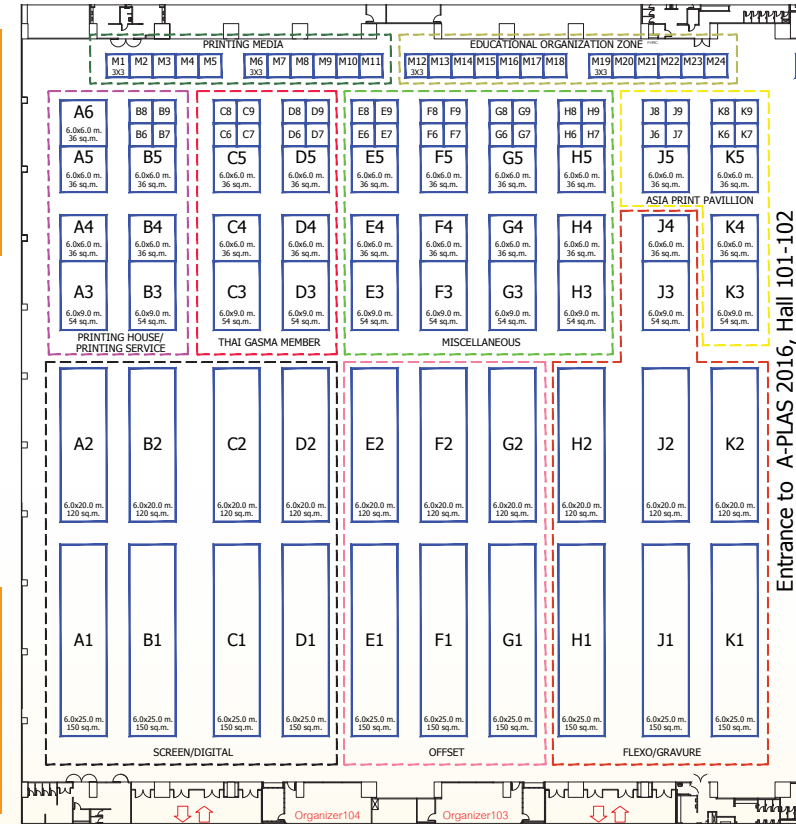 PRINTING MEDIA
EDUCATIONAL ORGANIZATION ZONE
M1 M2 M3 M4 M5 M6 M7 M8 M9 M10 M11 M12 M13 M14 M15 M16 M17 M18 M19 M20 M21 M22 M23 M24
3X3 3X3 3X3 3X3
A6 B8 B9 C8 C9 D8 D9 E8 E9 F8 F9 G8 G9 H8 H9 J8 J9 K8 K9
6.0x6.0 m.
36 sq.m.
B6 B7 C6 C7 D6 D7 E6 E7 F6 F7 G6 G7 H6 H7 J6 J7 K6 K7
A5 B5 C5 D5 E5 F5 G5 H5 J5 K5
6.0x6.0 m. 6.0x6.0 m. 6.0x6.0 m. 6.0x6.0 m. 6.0x6.0 m. 6.0x6.0 m. 6.0x6.0 m. 6.0x6.0 m. 6.0x6.0 m. 6.0x6.0 m.
36 sq.m. 36 sq.m. 36 sq.m. 36 sq.m. 36 sq.m. 36 sq.m. 36 sq.m. 36 sq.m. 36 sq.m. 36 sq.m.
ASIA PRINT PAVILLION
A4 B4 C4 D4 E4 F4 G4 H4 J4 K4
6.0x6.0 m. 6.0x6.0 m. 6.0x6.0 m. 6.0x6.0 m. 6.0x6.0 m. 6.0x6.0 m. 6.0x6.0 m. 6.0x6.0 m. 6.0x6.0 m. 6.0x6.0 m.
36 sq.m. 36 sq.m. 36 sq.m. 36 sq.m. 36 sq.m. 36 sq.m. 36 sq.m. 36 sq.m. 36 sq.m. 36 sq.m.
A3 B3 C3 D3 E3 F3 G3 H3 J3 K3
6.0x9.0 m. 6.0x9.0 m. 6.0x9.0 m. 6.0x9.0 m. 6.0x9.0 m. 6.0x9.0 m. 6.0x9.0 m. 6.0x9.0 m. 6.0x9.0 m. 6.0x9.0 m.
54 sq.m. 54 sq.m. 54 sq.m. 54 sq.m. 54 sq.m. 54 sq.m. 54 sq.m. 54 sq.m. 54 sq.m. 54 sq.m.
PRINTING HOUSE/
PRINTING SERVICE
THAI GASMA MEMBER
MISCELLANEOUS
A2 B2 C2 D2 E2 F2 G2 H2 J2 K2
6.0x20.0 m. 6.0x20.0 m. 6.0x20.0 m. 6.0x20.0 m. 6.0x20.0 m. 6.0x20.0 m. 6.0x20.0 m. 6.0x20.0 m. 6.0x20.0 m. 6.0x20.0 m.
120 sq.m. 120 sq.m. 120 sq.m. 120 sq.m. 120 sq.m. 120 sq.m. 120 sq.m. 120 sq.m. 120 sq.m. 120 sq.m.
A1 B1 C1 D1 E1 F1 G1 H1 J1 K1
6.0x25.0 m. 6.0x25.0 m. 6.0x25.0 m. 6.0x25.0 m. 6.0x25.0 m. 6.0x25.0 m. 6.0x25.0 m. 6.0x25.0 m. 6.0x25.0 m. 6.0x25.0 m.
150 sq.m. 150 sq.m. 150 sq.m. 150 sq.m. 150 sq.m. 150 sq.m. 150 sq.m. 150 sq.m. 150 sq.m. 150 sq.m.
SCREEN/DIGITAL
OFFSET
FLEXO/GRAVURE
Organizer104
Organizer103
Entrance to A-PLAS 2016, Hall 101-102